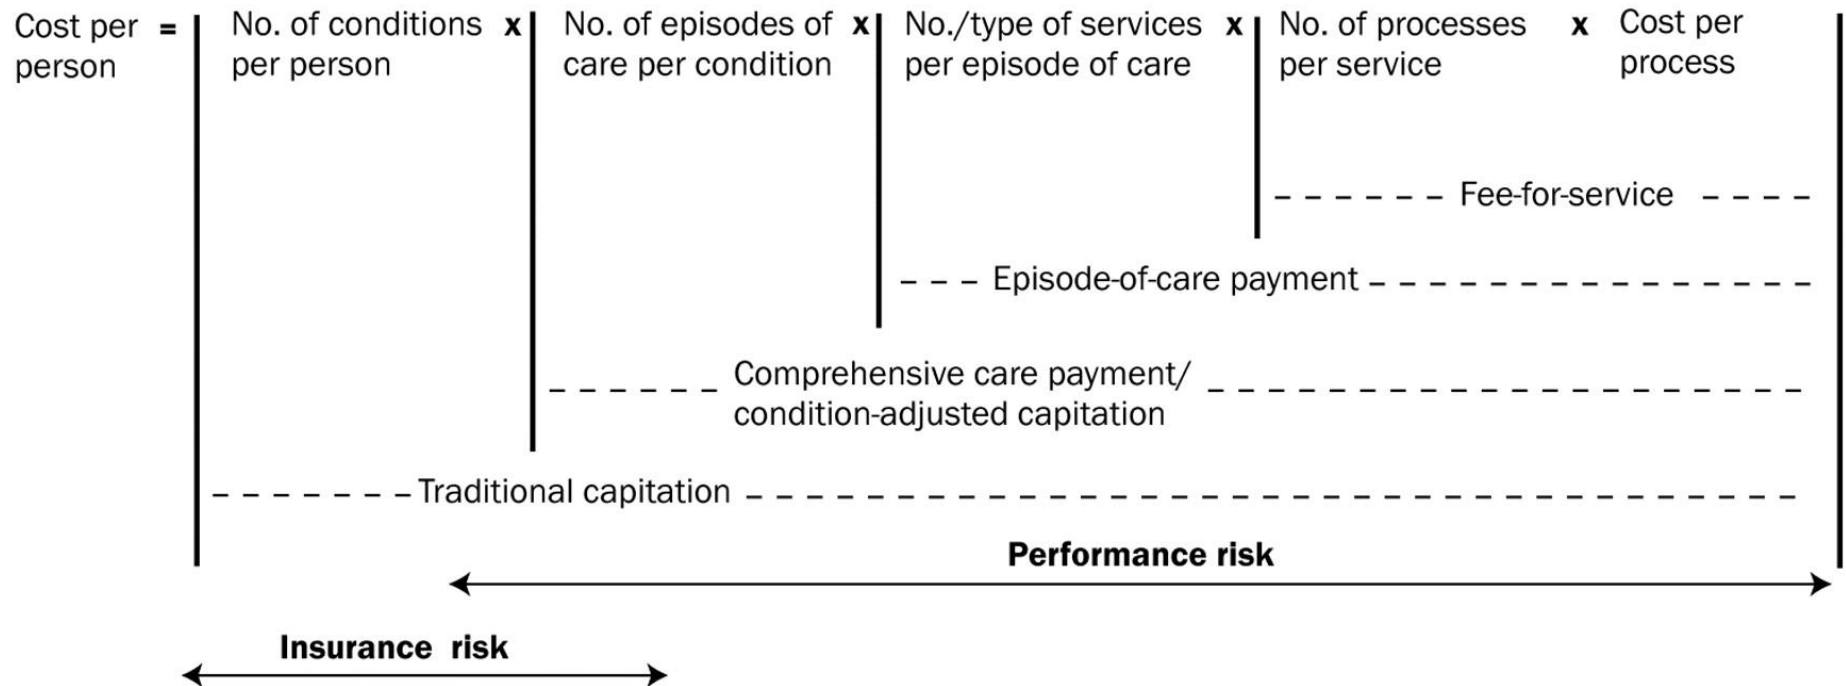 Cost per = No. of conditions x No. of episodes of x No./type of services x No. of processes x Cost per
person per person care per condition per episode of care per service process
Fee-for-service
Episode-of-care payment
Comprehensive care payment/
condition-adjusted capitation
Traditional capitation
Performance risk
Insurance risk